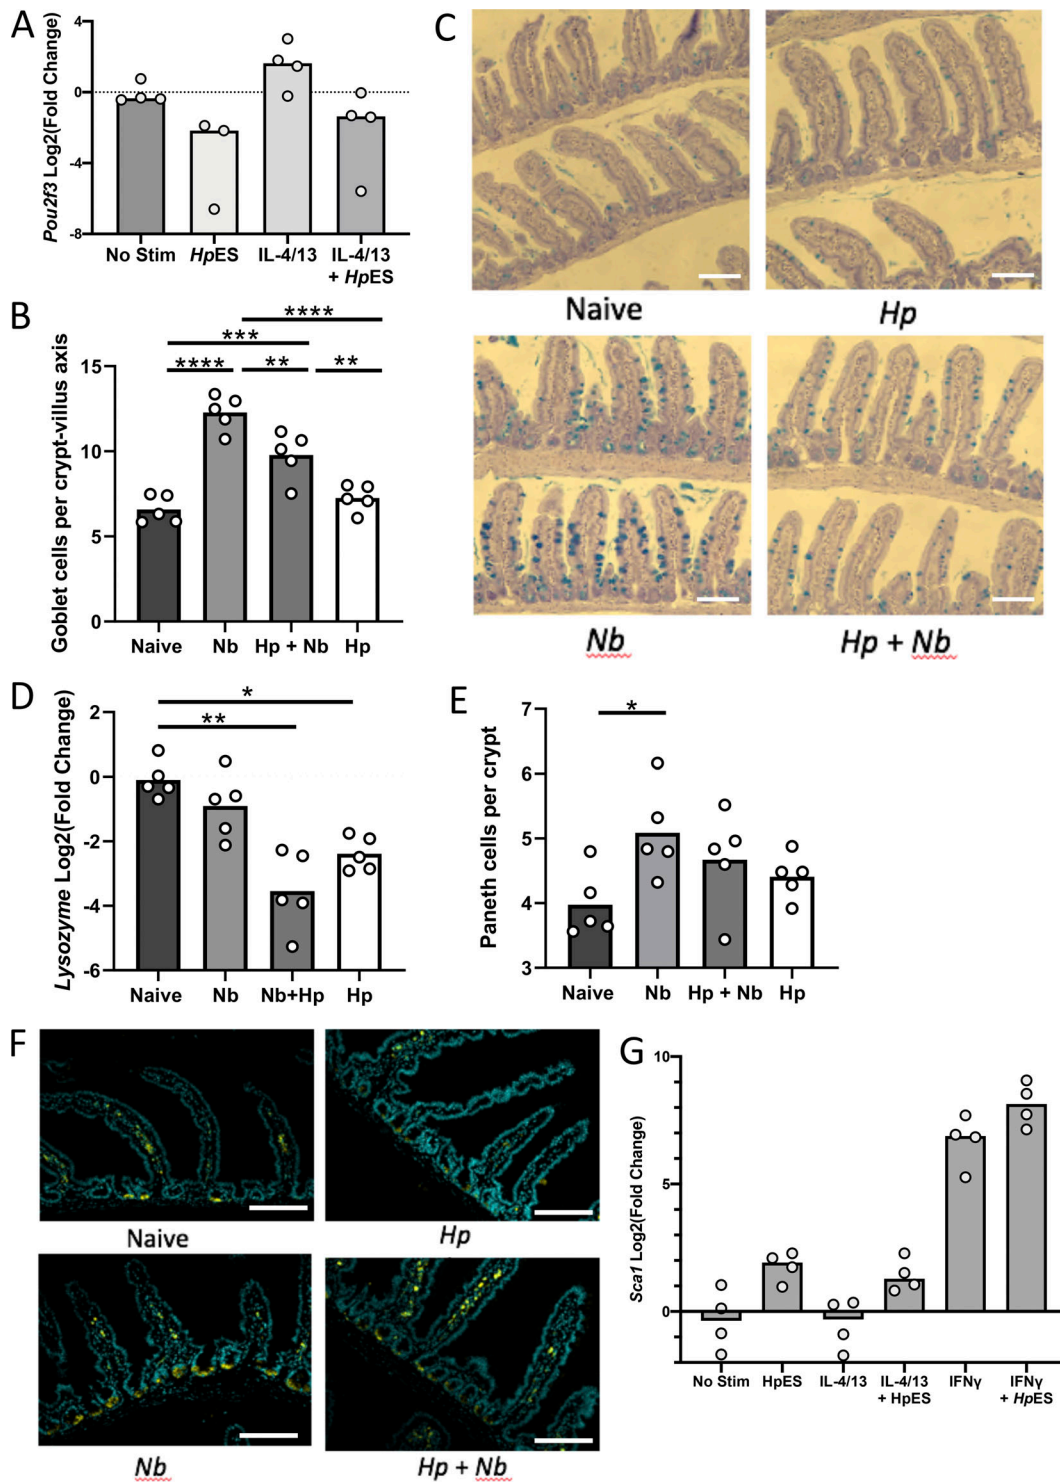 A
Pou2f3 Log2(Fold Change)
4
0
-4
-8
No Stim
HpES
IL-4/13
IL-4/13
+ HpES
B
Goblet cells per crypt-villus axis
15
10
5
0
****
***
****
**
**
Naive
Nb
Hp + Nb
Hp
C
Naive
Hp
Nb
Hp + Nb
D
Lysozyme Log2(Fold Change)
2
0
-2
-4
-6
*
**
Naive
Nb
Nb+Hp
Hp
E
Paneth cells per crypt
7
6
5
4
3
*
Naive
Nb
Hp + Nb
Hp
F
Naive
Hp
Nb
Hp + Nb
G
Sca1 Log2(Fold Change)
10
5
0
No Stim
HpES
IL-4/13
IL-4/13
+ HpES
IFNγ
IFNγ
+ HpES